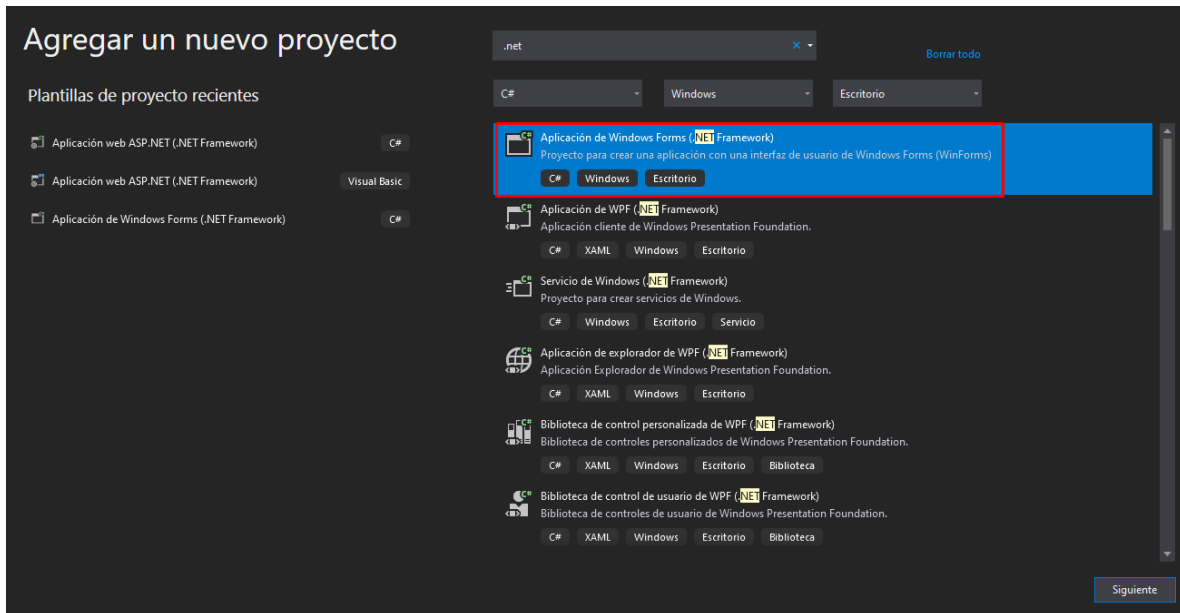 Agregar un nuevo proyecto
.net
Borrar todo
Plantillas de proyecto recientes
C#
Windows
Escritorio
Aplicación web ASP.NET (.NET Framework)
C#
Aplicación web ASP.NET (.NET Framework)
Visual Basic
Aplicación de Windows Forms (.NET Framework)
C#
Aplicación de Windows Forms (.NET Framework)
Proyecto para crear una aplicación con una interfaz de usuario de Windows Forms (WinForms)
C# Windows Escritorio
Aplicación de WPF (.NET Framework)
Aplicación cliente de Windows Presentation Foundation.
C# XAML Windows Escritorio
Servicio de Windows (.NET Framework)
Proyecto para crear servicios de Windows.
C# Windows Escritorio Servicio
Aplicación de explorador de WPF (.NET Framework)
Aplicación Explorador de Windows Presentation Foundation.
C# XAML Windows Escritorio
Biblioteca de control personalizada de WPF (.NET Framework)
Biblioteca de controles personalizados de Windows Presentation Foundation.
C# XAML Windows Escritorio Biblioteca
Biblioteca de control de usuario de WPF (.NET Framework)
Biblioteca de controles de usuario de Windows Presentation Foundation.
C# XAML Windows Escritorio Biblioteca
Siguiente